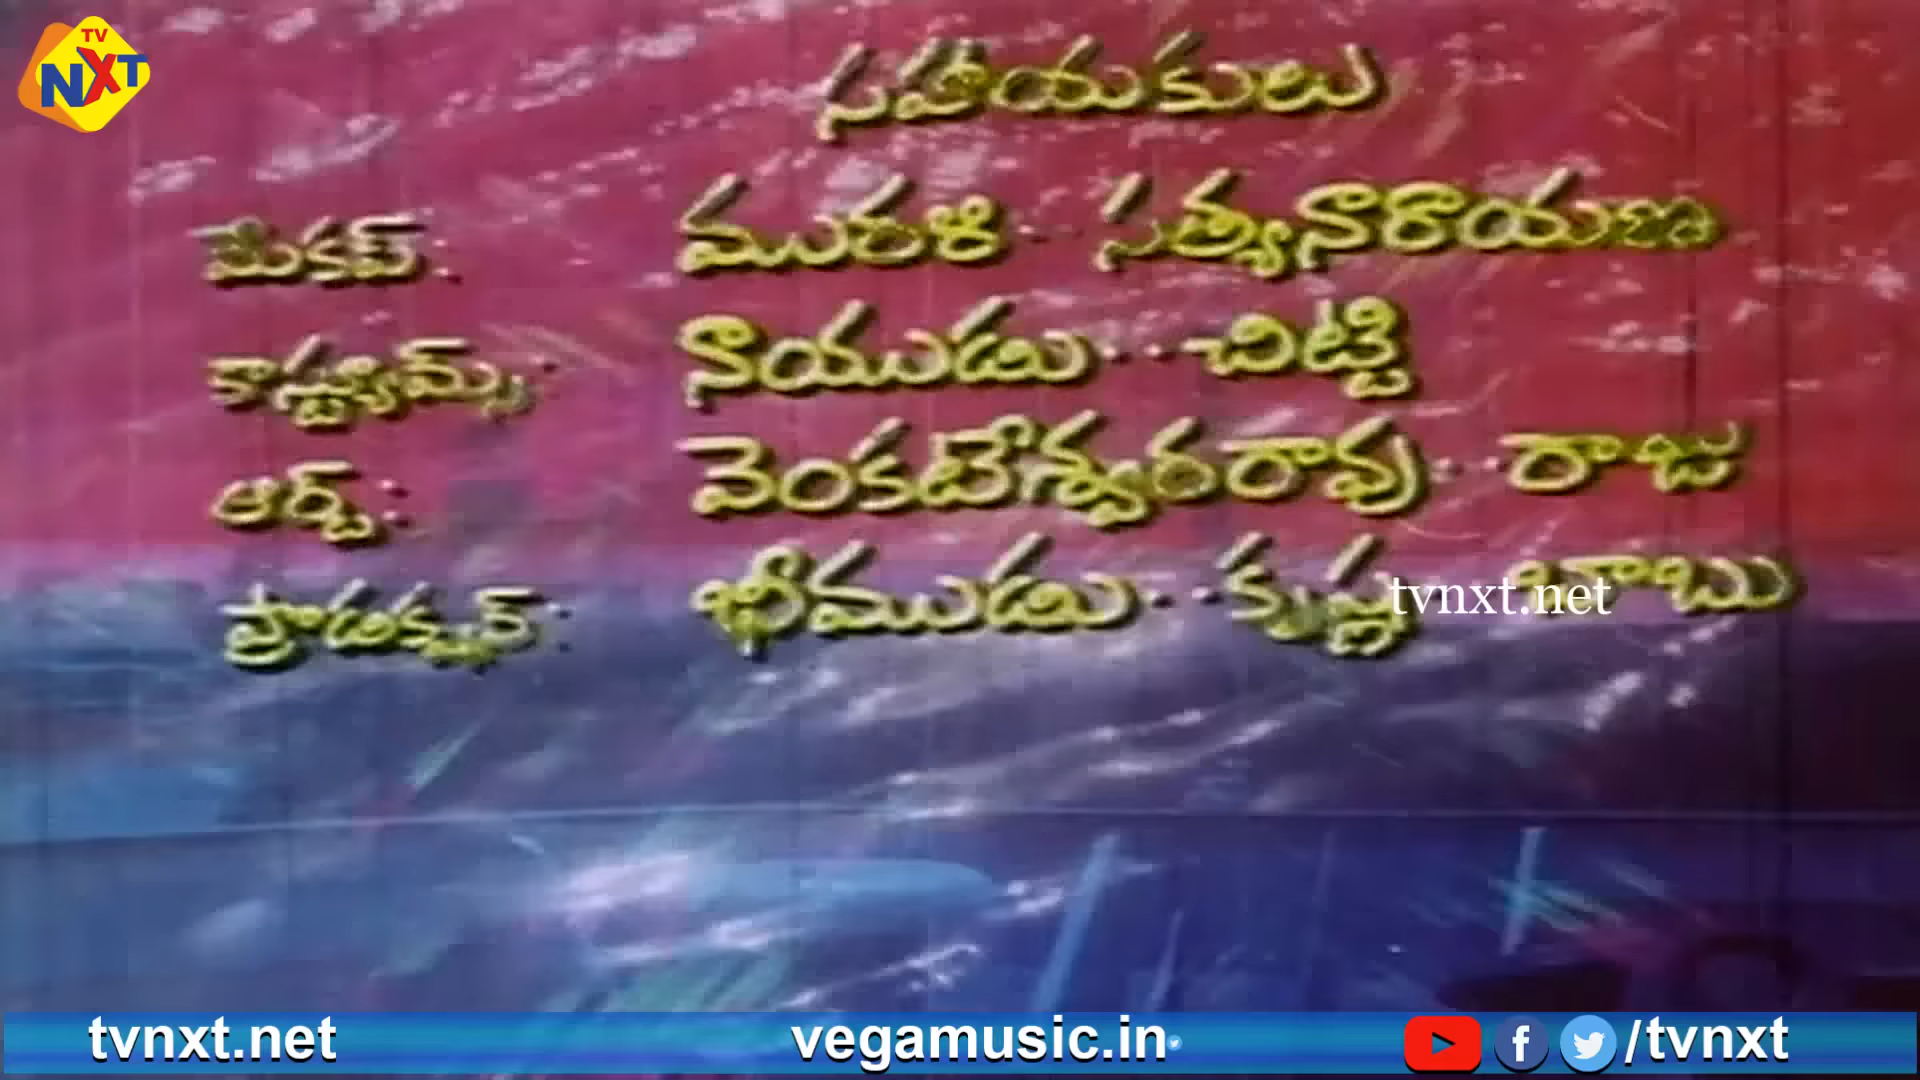 TV
NXT
సహాయకులు
మేకప్: మురళి..సత్యనారాయణ
కాస్ట్యూమ్స్: నాయుడు...చిట్టి
ఆర్ట్: వెంకటేశ్వరరావు...రాజు
ప్రొడక్షన్: భీముడు...కృష్ణ బాబు
tvnxt.net
tvnxt.net vegamusic.in /tvnxt